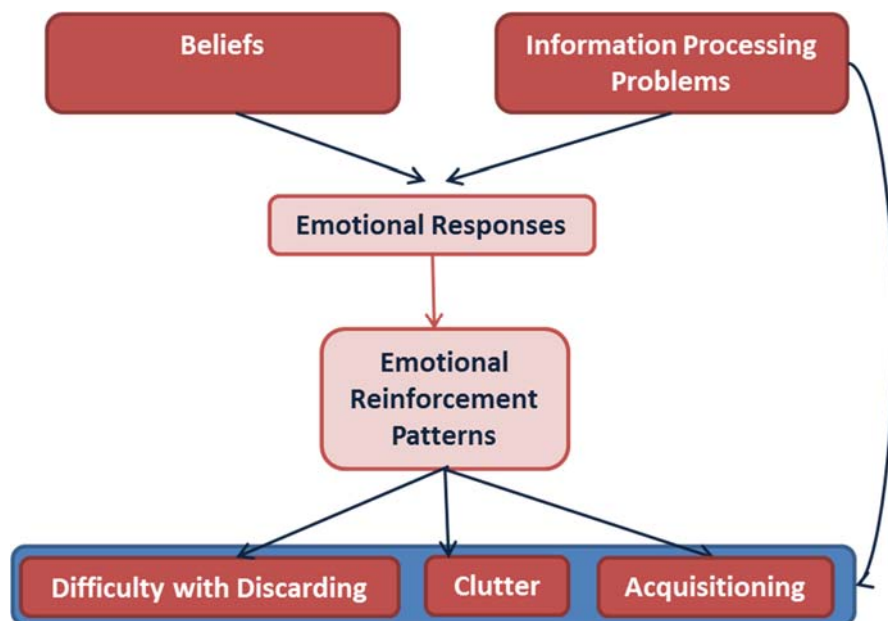 Beliefs
Information Processing
Problems
Emotional Responses
Emotional
Reinforcement
Patterns
Difficulty with Discarding
Clutter
Acquisitioning